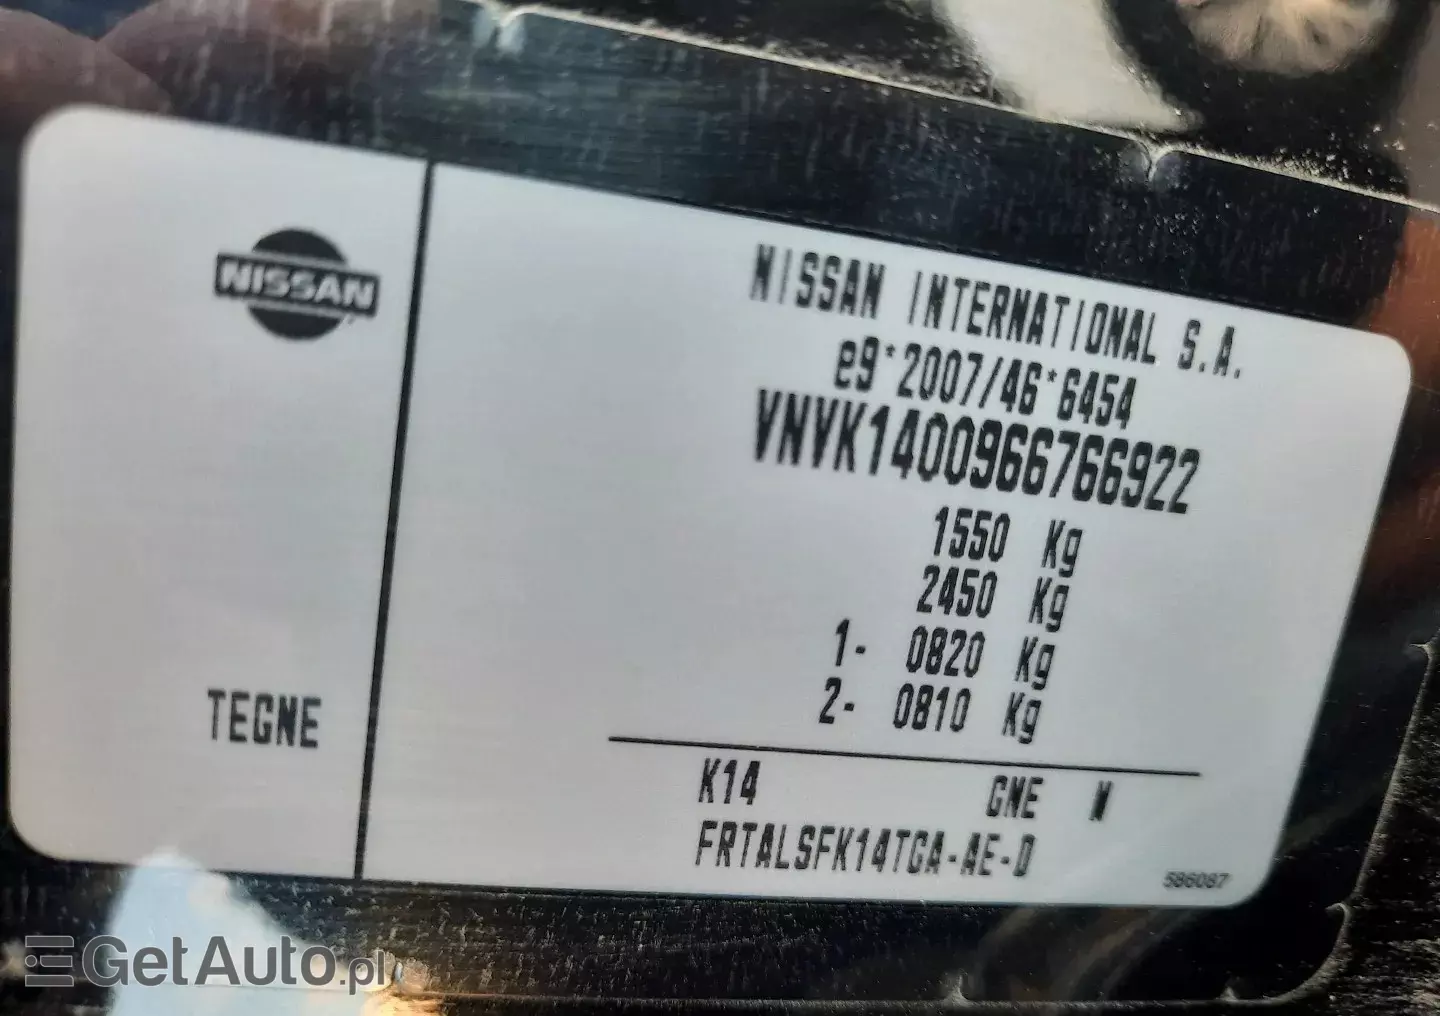 NISSAN
NISSAN INTERNATIONAL S.A.
e9*2007/46*6454
VNVK1400966766922
1550 Kg
2450 Kg
1- 0820 Kg
2- 0810 Kg
TEGNE
K14 GNE M
FRTALSFK14TGA-AE-D
586087
GetAuto.pl